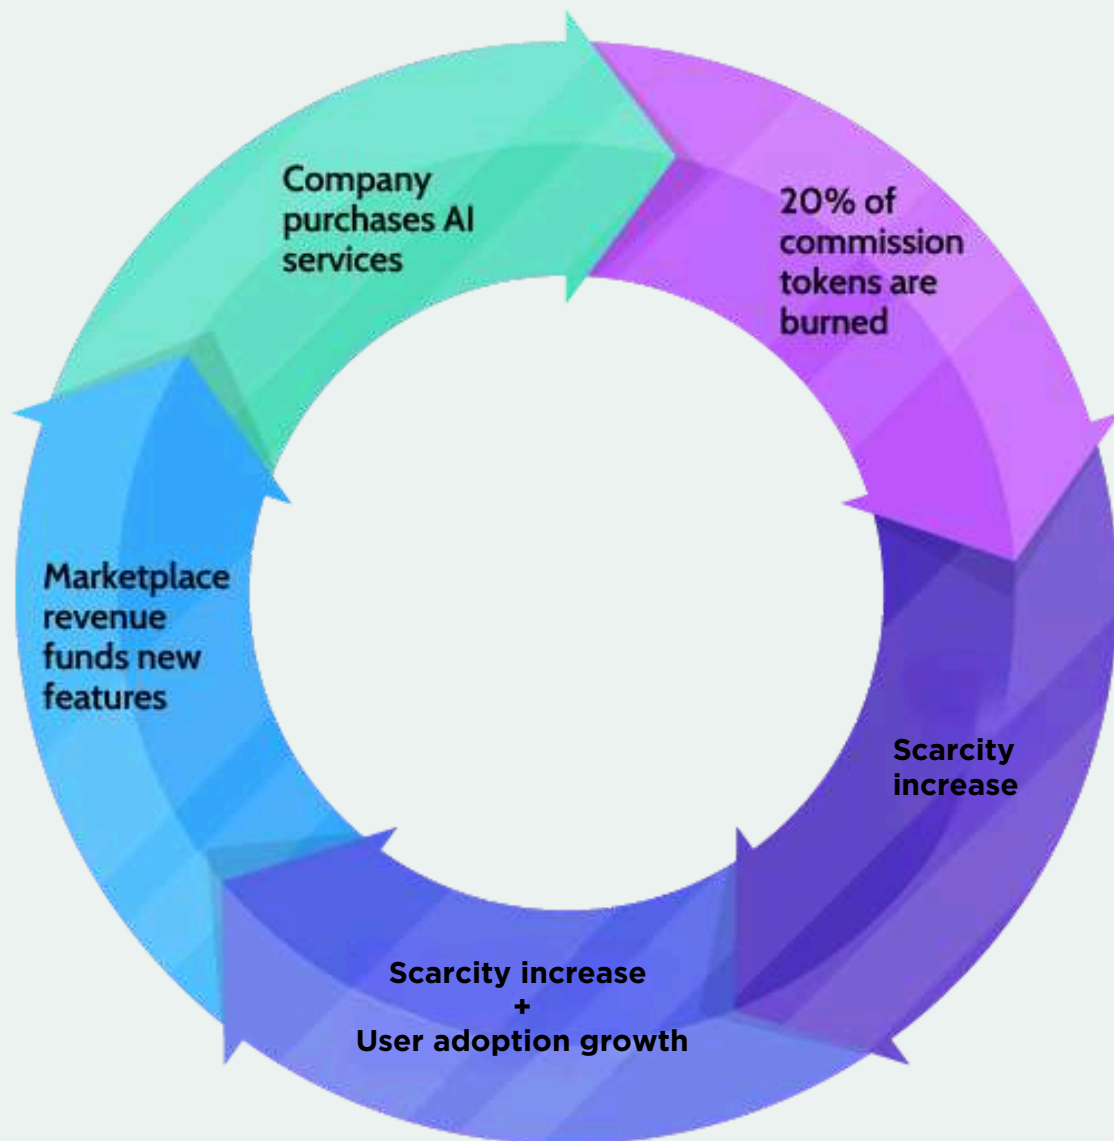 Company
purchases AI
services
20% of
commission
tokens are
burned
Scarcity
increase
Scarcity increase
+
User adoption growth
Marketplace
revenue
funds new
features